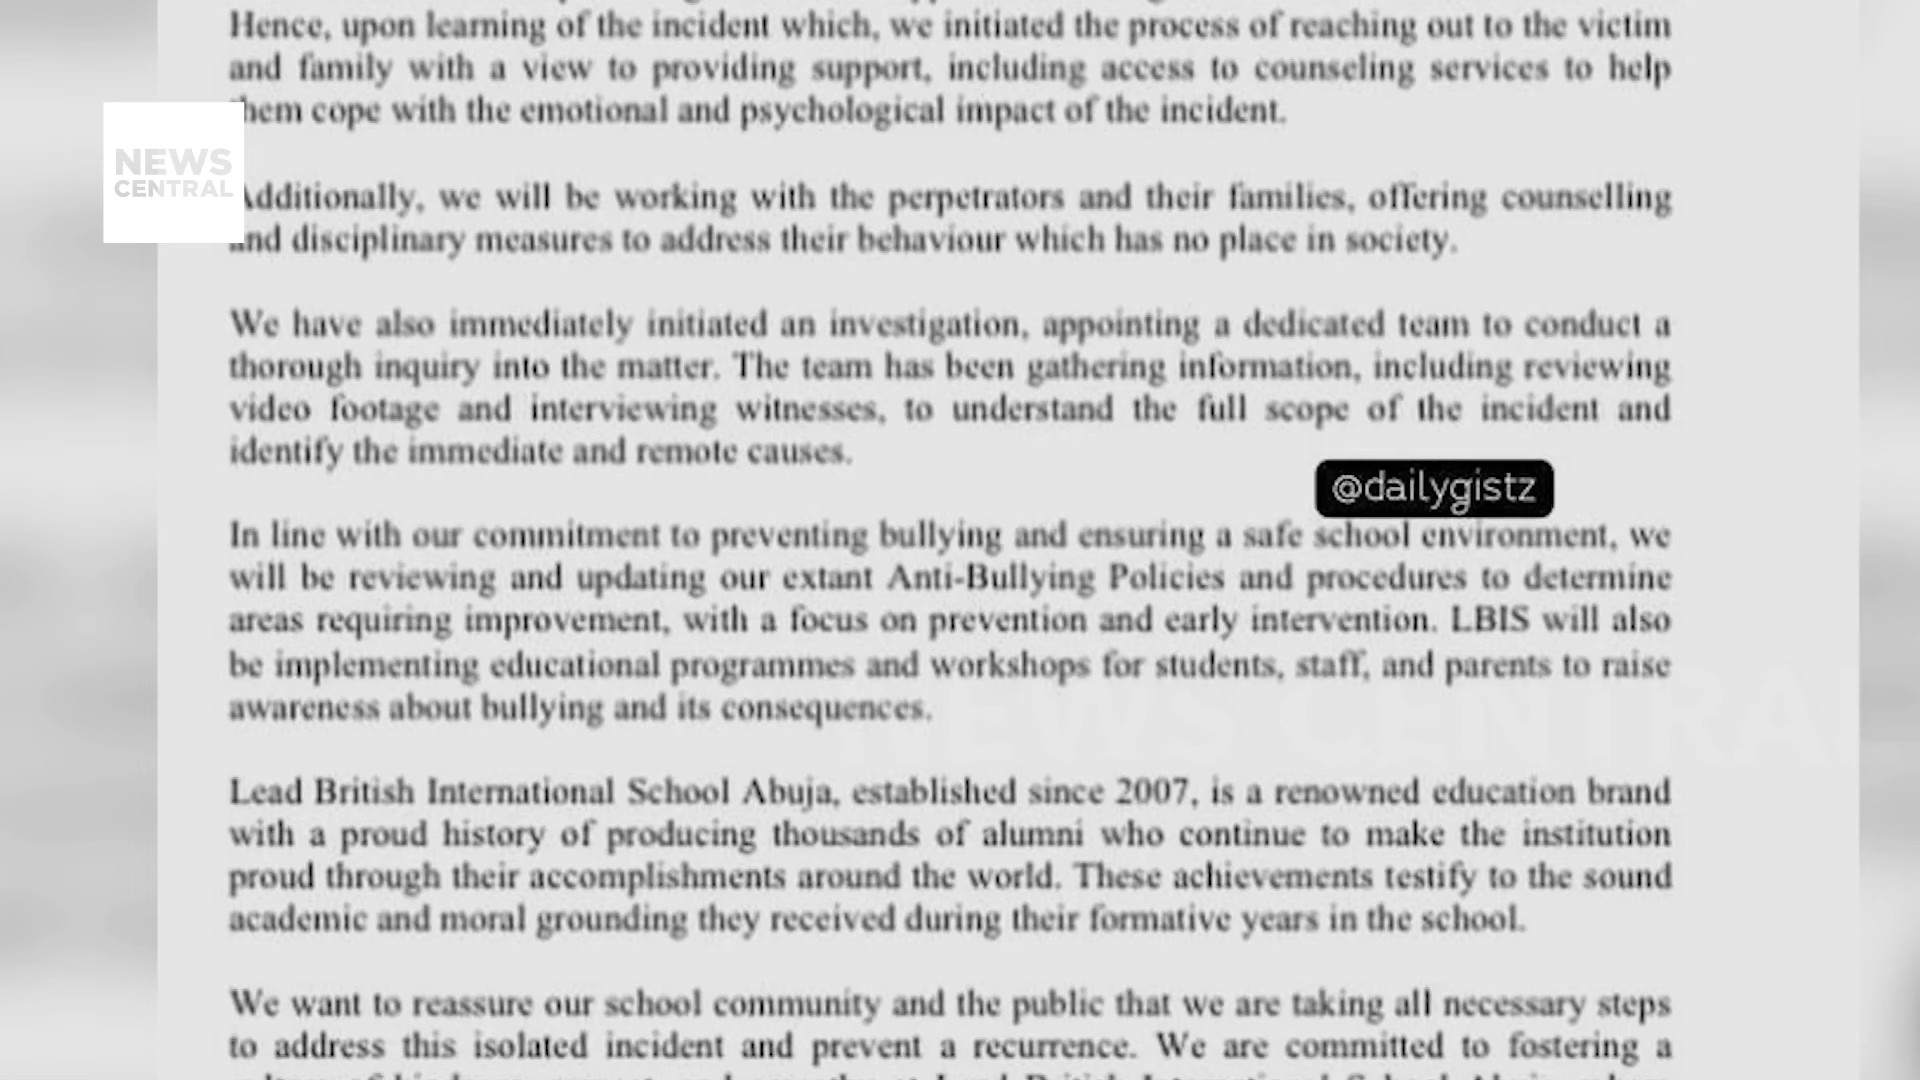 Hence, upon learning of the incident which, we initiated the process of reaching out to the victim
and family with a view to providing support, including access to counseling services to help
them cope with the emotional and psychological impact of the incident.
NEWS
CENTRAL
Additionally, we will be working with the perpetrators and their families, offering counselling
and disciplinary measures to address their behaviour which has no place in society.
We have also immediately initiated an investigation, appointing a dedicated team to conduct a
thorough inquiry into the matter. The team has been gathering information, including reviewing
video footage and interviewing witnesses, to understand the full scope of the incident and
identify the immediate and remote causes.
@dailygistz
In line with our commitment to preventing bullying and ensuring a safe school environment, we
will be reviewing and updating our extant Anti-Bullying Policies and procedures to determine
areas requiring improvement, with a focus on prevention and early intervention. LBIS will also
be implementing educational programmes and workshops for students, staff, and parents to raise
awareness about bullying and its consequences.
NEWS CENTRAL
Lead British International School Abuja, established since 2007, is a renowned education brand
with a proud history of producing thousands of alumni who continue to make the institution
proud through their accomplishments around the world. These achievements testify to the sound
academic and moral grounding they received during their formative years in the school.
We want to reassure our school community and the public that we are taking all necessary steps
to address this isolated incident and prevent a recurrence. We are committed to fostering a